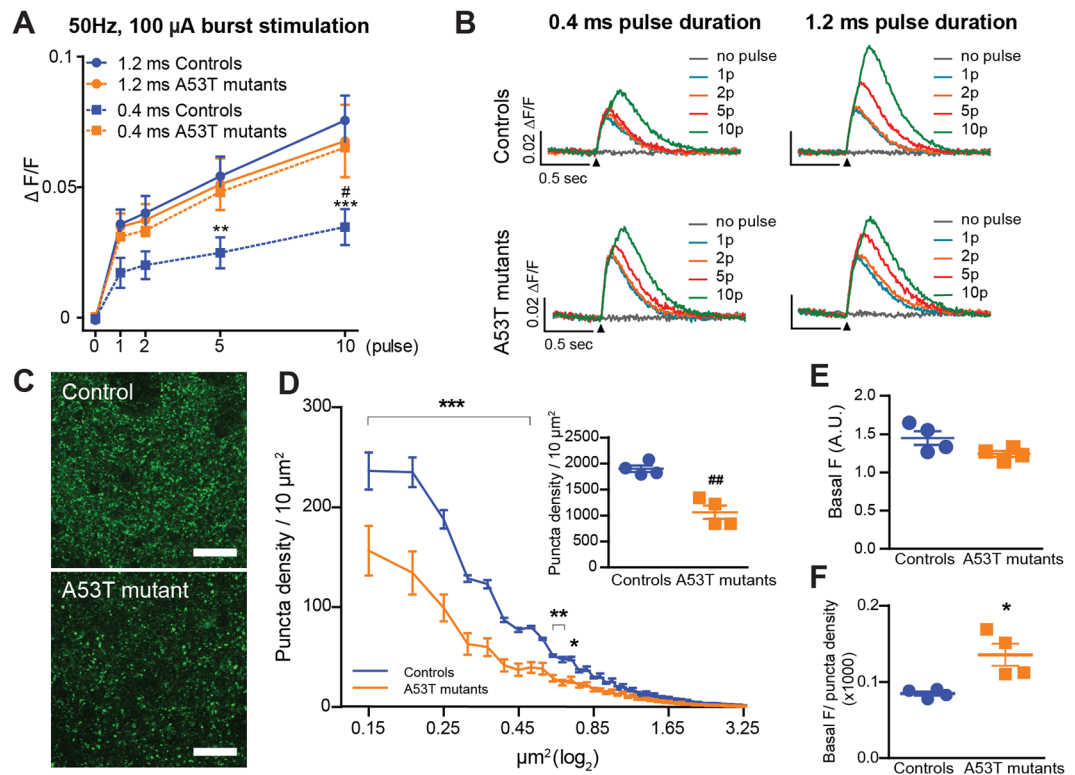 A
50Hz, 100 µA burst stimulation
0.1
1.2 ms Controls
1.2 ms A53T mutants
0.4 ms Controls
0.4 ms A53T mutants
Δ F/F
0.05
#
***
**
0
0
1
2
5
10
(pulse)
B
0.4 ms pulse duration
1.2 ms pulse duration
Controls
0.02 ΔF/F
0.5 sec
no pulse
1p
2p
5p
10p
no pulse
1p
2p
5p
10p
A53T mutants
0.02 ΔF/F
0.5 sec
no pulse
1p
2p
5p
10p
no pulse
1p
2p
5p
10p
C
Control
A53T mutant
D
Puncta density / 10 µm²
300
200
100
0
***
**
*
Controls
A53T mutants
0.15
0.25
0.45
0.85
1.65
3.25
µm²(log₂)
Puncta density / 10 µm²
2500
2000
1500
1000
500
0
##
Controls
A53T mutants
E
Basal F (A.U.)
2.0
1.5
1.0
0.5
0.0
Controls
A53T mutants
F
Basal F/ puncta density
(x1000)
0.2
0.1
0.0
*
Controls
A53T mutants